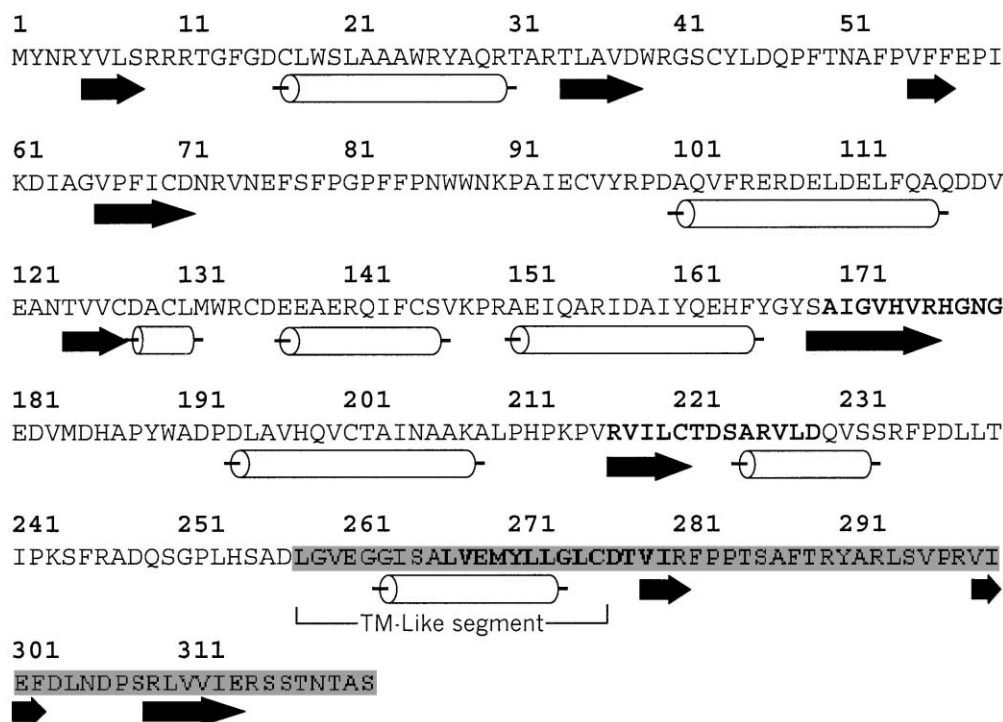 1 11 21 31 41 51
MYNRYVLSRRRTGFGDCLWSLAAAWRYAQRTARTLAVDWRGSCYLDQPFTNAFPVFFEPI
61 71 81 91 101 111
KDIAGVPFICDNRVNEFSFPGPFFPNWWNKPAIECVYRPDAQVFRERDELDELFQAQDDV
121 131 141 151 161 171
EANTVVVCDACLMWRCDEEAERQIFCSVKPRAEIQARIDAIYQEHFYGYSAIGVHVRHGNG
181 191 201 211 221 231
EDVMDHAPYWADPDLAVHQVCTAINAAKALPHPKPVRVILCTDSARVLDQVSSRFPDLLT
241 251 261 271 281 291
IPKSFRADQSGPLHSADLGVEGGISALVEMYLLGLCDTVIRFPPTSAFTRYARLSVPRVI
TM-Like segment
301 311
EFDLNDPSRLVVIERSSTNTAS